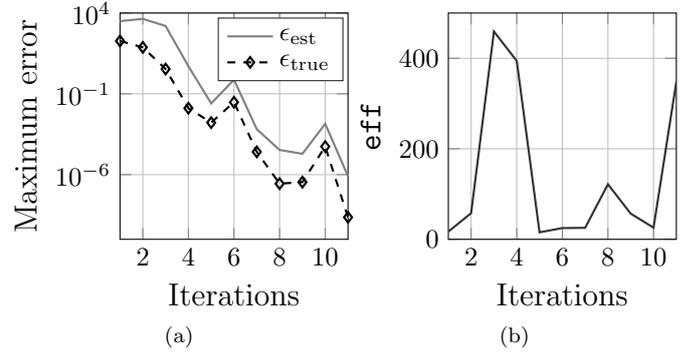 10^4
10^−1
10^−6
Maximum error
ϵ_est
ϵ_true
2 4 6 8 10
Iterations
(a)
400
200
0
eff
2 4 6 8 10
Iterations
(b)